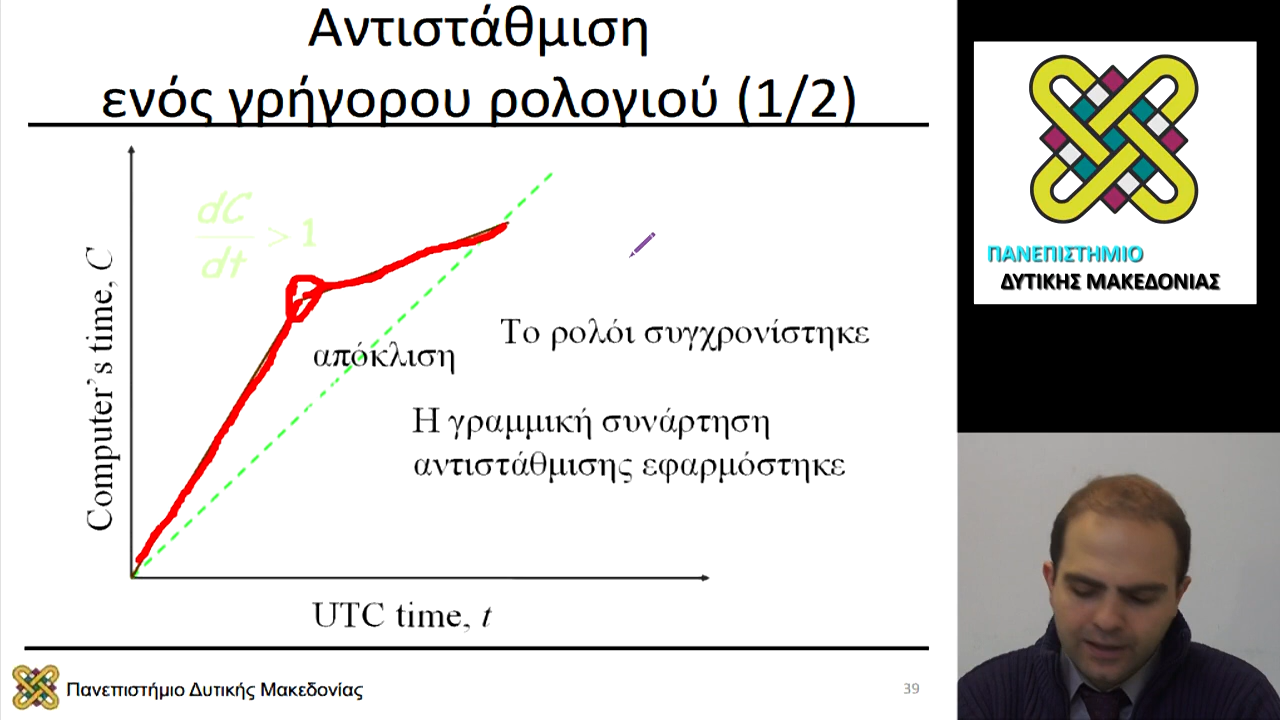 Αντιστάθμιση
ενός γρήγορου ρολογιού (1/2)
dC
dt
> 1
Computer's time, C
απόκλιση
Το ρολόι συγχρονίστηκε
Η γραμμική συνάρτηση
αντιστάθμισης εφαρμόστηκε
UTC time, t
Πανεπιστήμιο Δυτικής Μακεδονίας
39
ΠΑΝΕΠΙΣΤΗΜΙΟ
ΔΥΤΙΚΗΣ ΜΑΚΕΔΟΝΙΑΣ